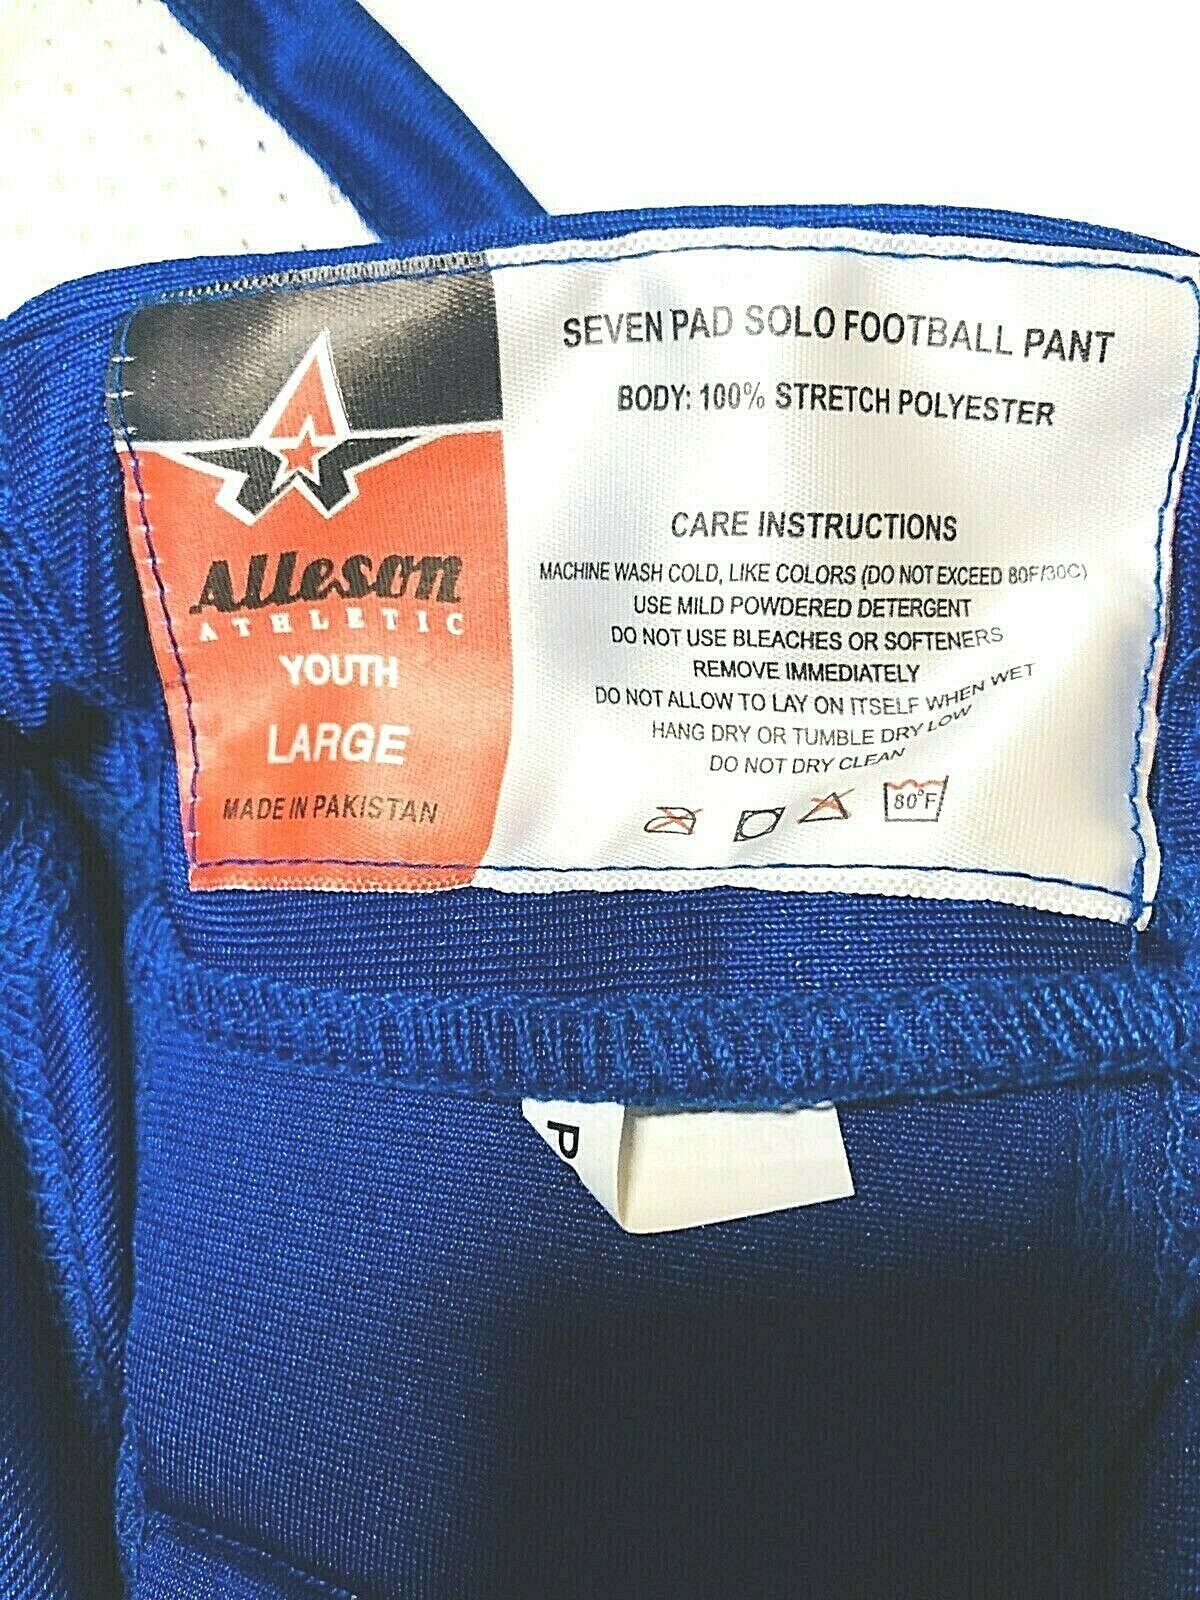 Alleson
ATHLETIC
YOUTH
LARGE
MADE IN PAKISTAN
SEVEN PAD SOLO FOOTBALL PANT
BODY: 100% STRETCH POLYESTER
CARE INSTRUCTIONS
MACHINE WASH COLD, LIKE COLORS (DO NOT EXCEED 80F/30C)
USE MILD POWDERED DETERGENT
DO NOT USE BLEACHES OR SOFTENERS
REMOVE IMMEDIATELY
DO NOT ALLOW TO LAY ON ITSELF WHEN WET
HANG DRY OR TUMBLE DRY LOW
DO NOT DRY CLEAN
80°F
P